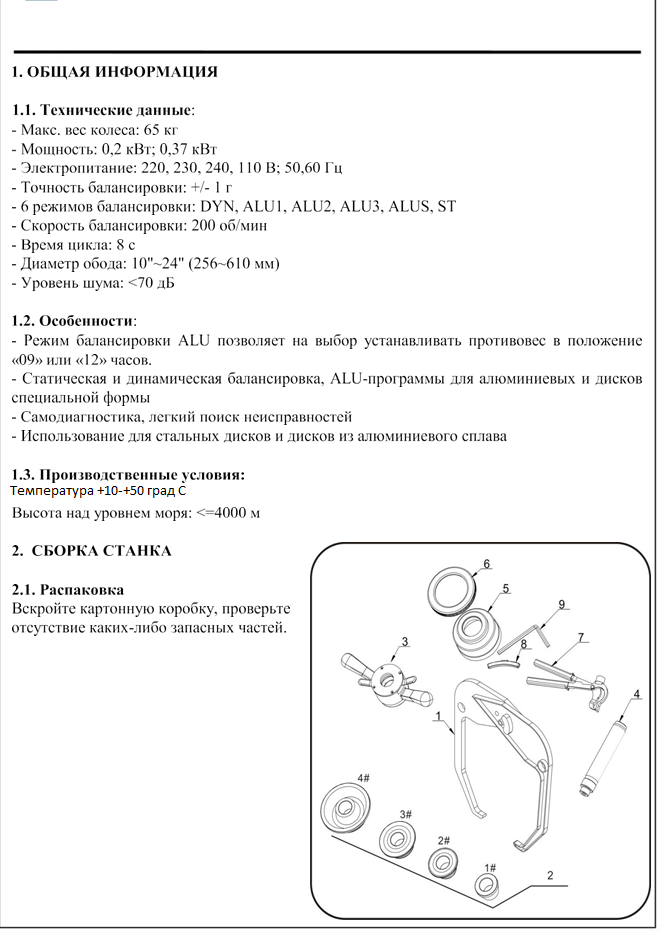 1. ОБЩАЯ ИНФОРМАЦИЯ
1.1. Технические данные:
- Макс. вес колеса: 65 кг
- Мощность: 0,2 кВт; 0,37 кВт
- Электропитание: 220, 230, 240, 110 В; 50,60 Гц
- Точность балансировки: +/- 1 г
- 6 режимов балансировки: DYN, ALU1, ALU2, ALU3, ALUS, ST
- Скорость балансировки: 200 об/мин
- Время цикла: 8 с
- Диаметр обода: 10"~24" (256~610 мм)
- Уровень шума: <70 дБ
1.2. Особенности:
- Режим балансировки ALU позволяет на выбор устанавливать противовес в положение
«09» или «12» часов.
- Статическая и динамическая балансировка, ALU-программы для алюминиевых и дисков
специальной формы
- Самодиагностика, легкий поиск неисправностей
- Использование для стальных дисков и дисков из алюминиевого сплава
1.3. Производственные условия:
Температура +10-+50 град С
Высота над уровнем моря: <=4000 м
2. СБОРКА СТАНКА
2.1. Распаковка
Вскройте картонную коробку, проверьте
отсутствие каких-либо запасных частей.
6
5
9
8
7
3
4
1
4#
3#
2#
1#
2